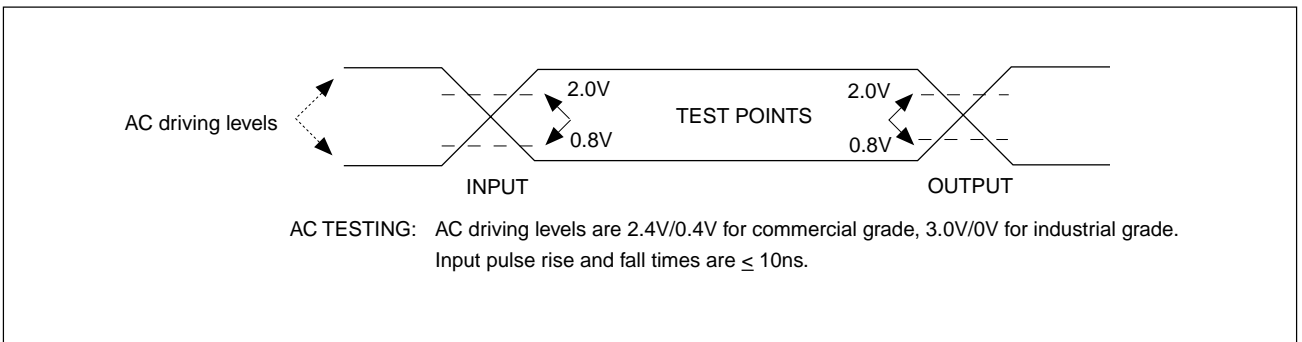 2.0V
2.0V
AC driving levels
TEST POINTS
0.8V
0.8V
INPUT
OUTPUT
AC TESTING: AC driving levels are 2.4V/0.4V for commercial grade, 3.0V/0V for industrial grade.
Input pulse rise and fall times are ≤ 10ns.